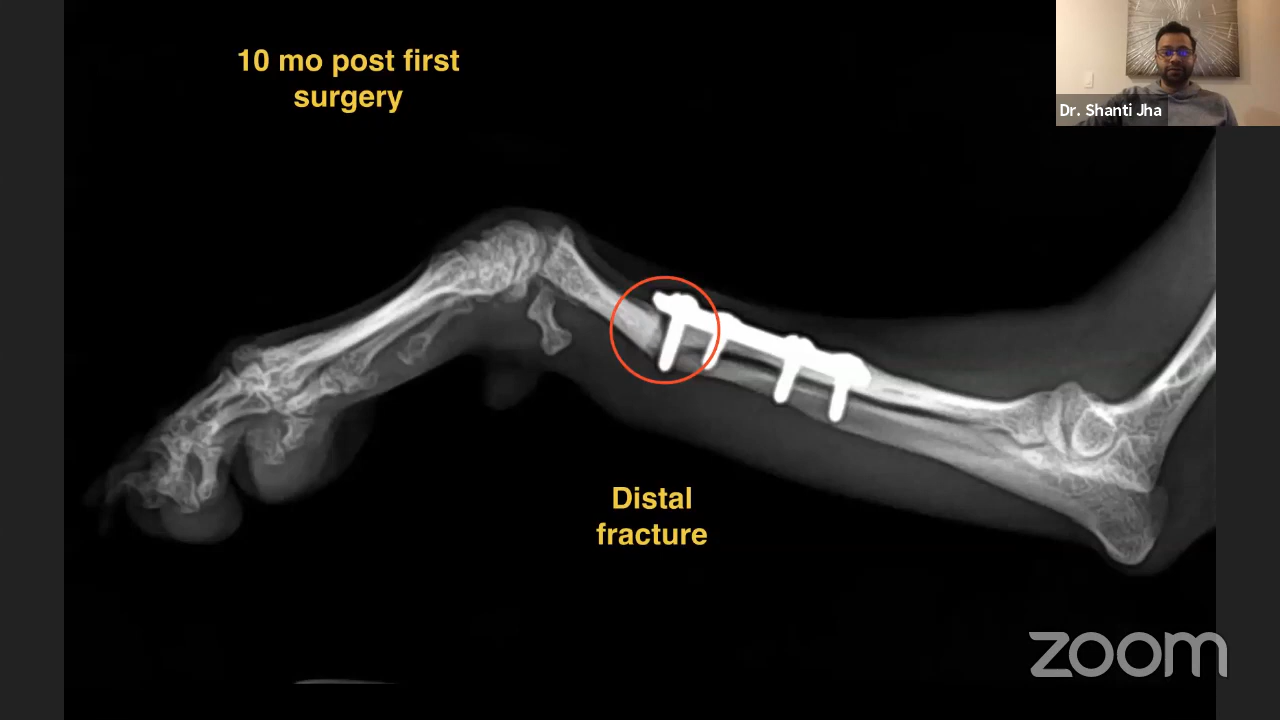 10 mo post first
surgery
Dr. Shanti Jha
Distal
fracture
zoom